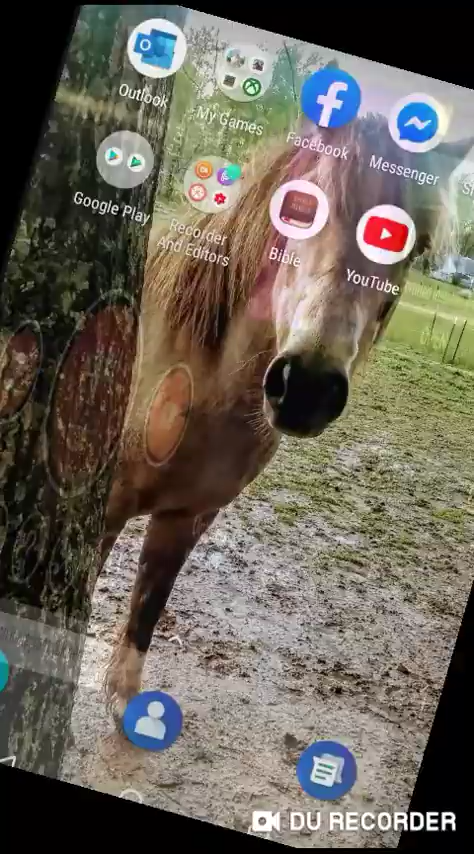 Outlook
My Games
Facebook
Messenger
Google Play
Recorder
And Editors
Bible
YouTube
DU RECORDER